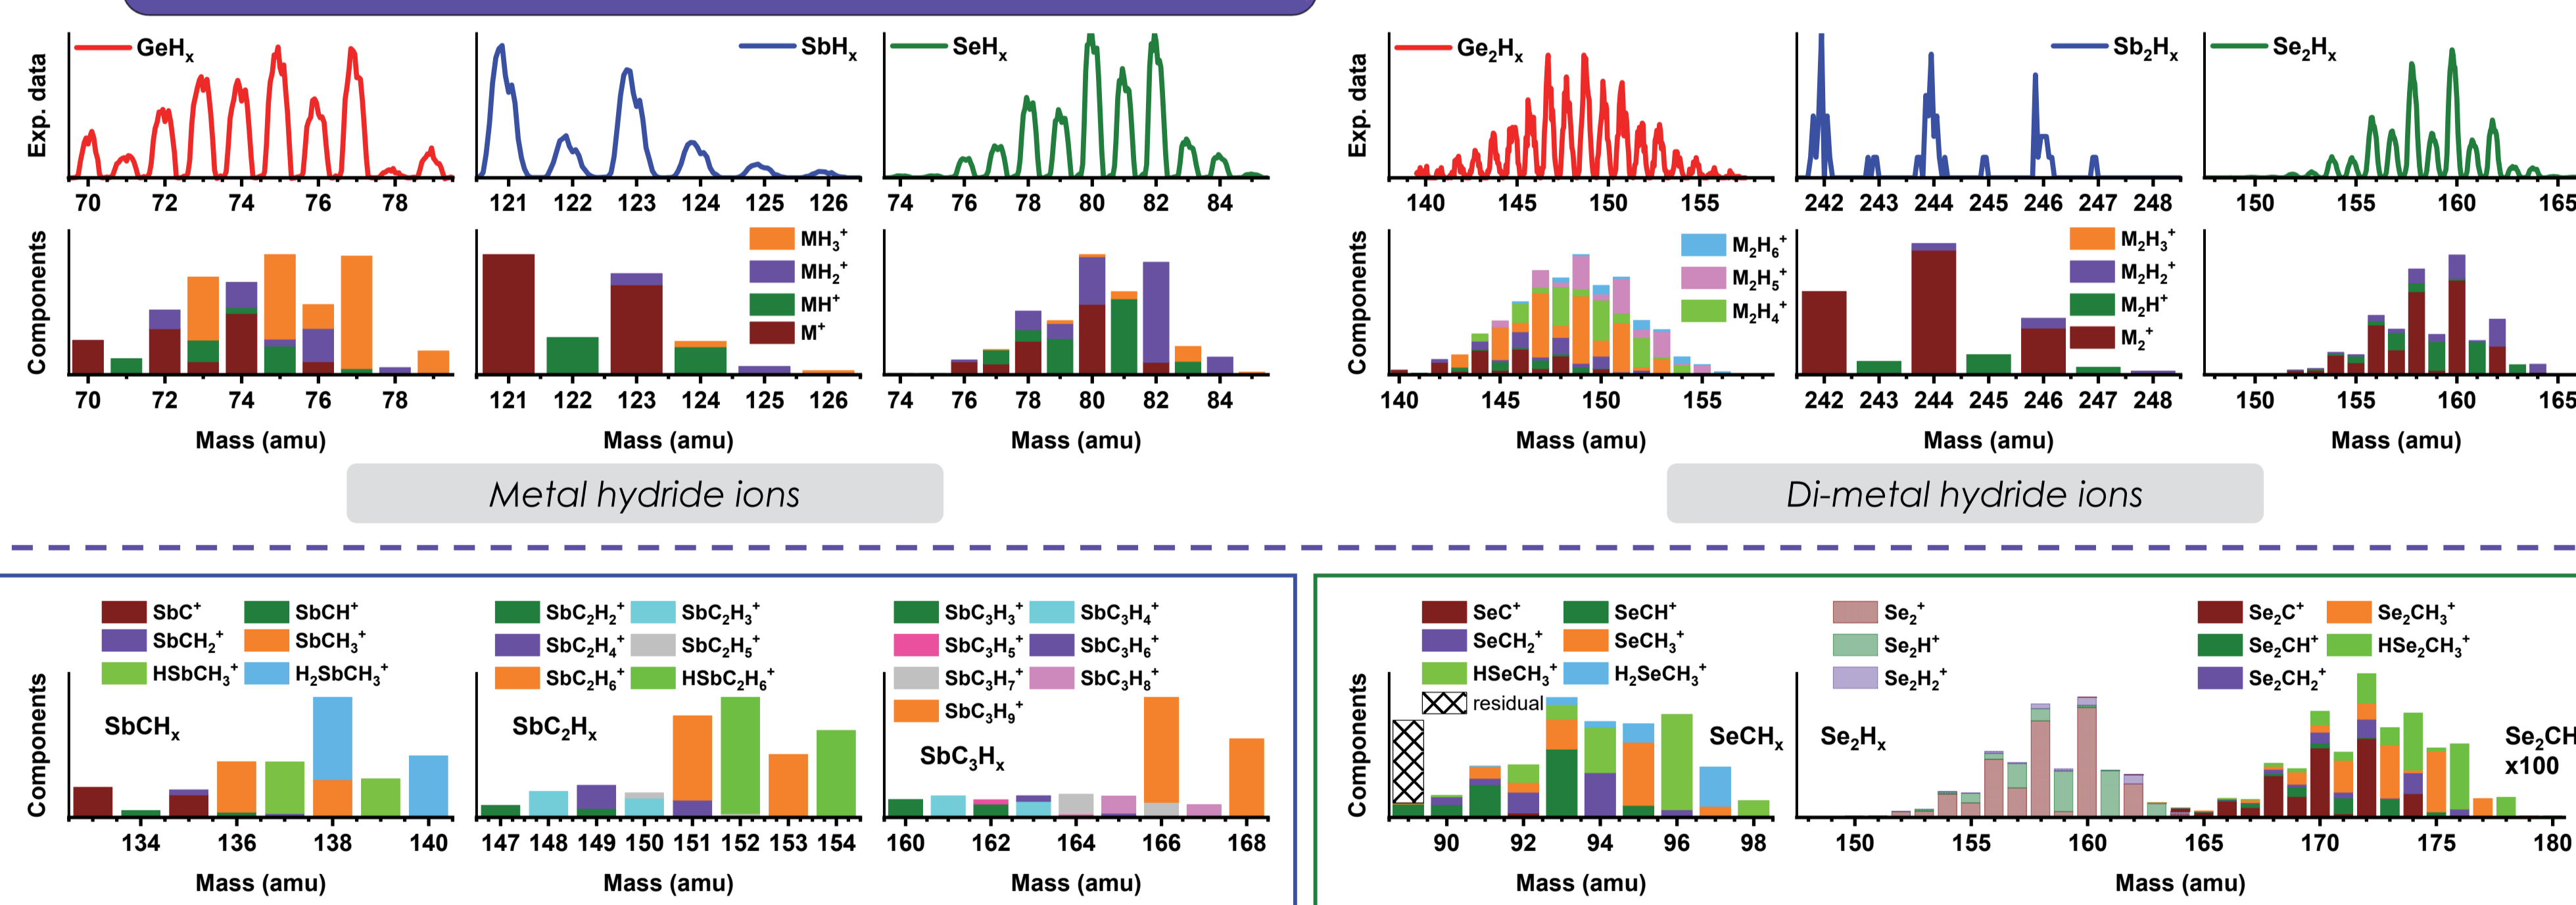 GeHx
SbHx
SeHx
Exp. data
70 72 74 76 78
121 122 123 124 125 126
74 76 78 80 82 84
MH3+
MH2+
MH+
M+
Components
70 72 74 76 78
121 122 123 124 125 126
74 76 78 80 82 84
Mass (amu)
Mass (amu)
Mass (amu)
Metal hydride ions
Ge2Hx
Sb2Hx
Se2Hx
Exp. data
140 145 150 155
242 243 244 245 246 247 248
150 155 160 165
M2H6+
M2H5+
M2H4+
M2H3+
M2H2+
M2H+
M2+
Components
140 145 150 155
242 243 244 245 246 247 248
150 155 160 165
Mass (amu)
Mass (amu)
Mass (amu)
Di-metal hydride ions
SbC+ SbCH+
SbCH2+ SbCH3+
HSbCH3+ H2SbCH3+
SbCHx
Components
134 136 138 140
Mass (amu)
SbC2H2+ SbC2H3+
SbC2H4+ SbC2H5+
SbC2H6+ HSbC2H6+
SbC2Hx
147 148 149 150 151 152 153 154
Mass (amu)
SbC3H3+ SbC3H4+
SbC3H5+ SbC3H6+
SbC3H7+ SbC3H8+
SbC3H9+
SbC3Hx
160 162 164 166 168
Mass (amu)
SeC+ SeCH+
SeCH2+ SeCH3+
HSeCH3+ H2SeCH3+
residual
SeCHx
Components
90 92 94 96 98
Mass (amu)
Se2+
Se2H+
Se2H2+
Se2Hx
Se2C+ Se2CH3+
Se2CH+ HSe2CH3+
Se2CH2+
Se2CH
x100
150 155 160 165 170 175 180
Mass (amu)